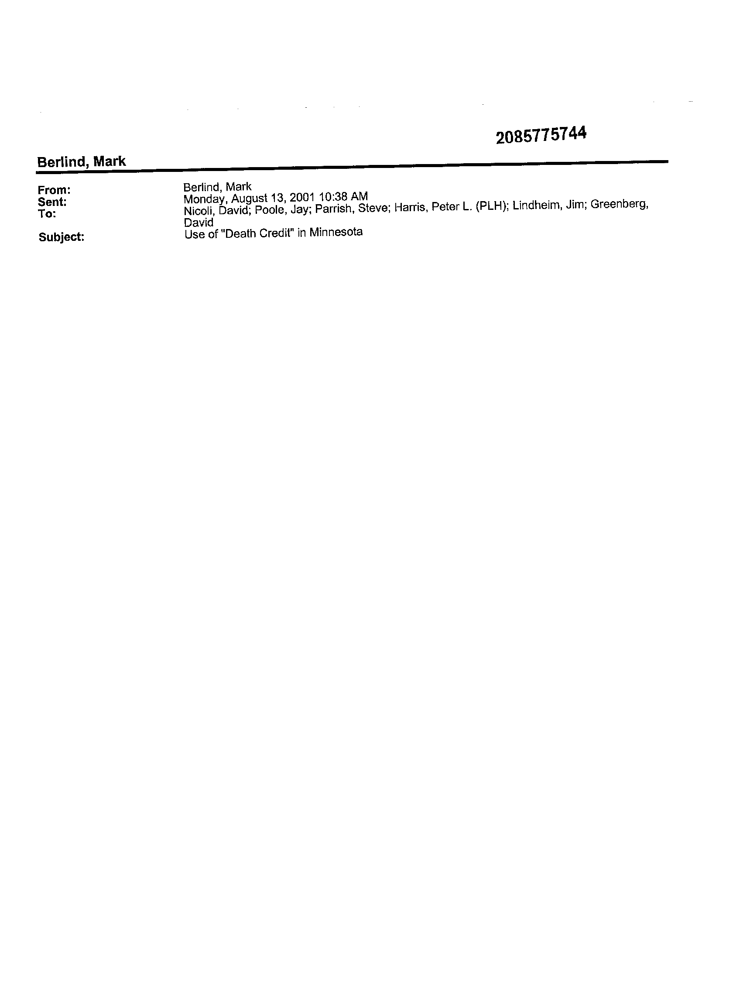 2085775744
Berlind, Mark
From: Berlind, Mark
Sent: Monday, August 13, 2001 10:38 AM
To: Nicoli, David; Poole, Jay; Parrish, Steve; Harris, Peter L. (PLH); Lindheim, Jim; Greenberg,
David
Subject: Use of "Death Credit" in Minnesota